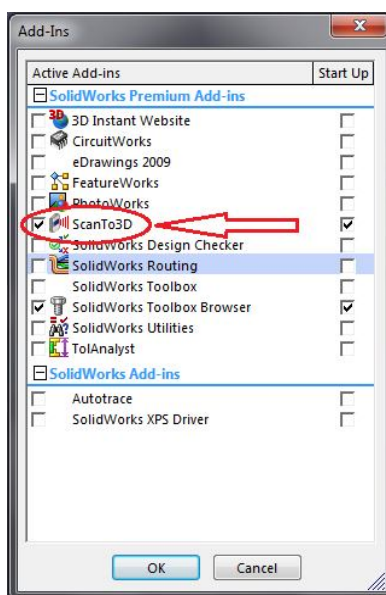 Add-Ins
Active Add-ins Start Up
SolidWorks Premium Add-ins
3D Instant Website
CircuitWorks
eDrawings 2009
FeatureWorks
PhotoWorks
ScanTo3D
SolidWorks Design Checker
SolidWorks Routing
SolidWorks Toolbox
SolidWorks Toolbox Browser
SolidWorks Utilities
TolAnalyst
SolidWorks Add-ins
Autotrace
SolidWorks XPS Driver
OK Cancel